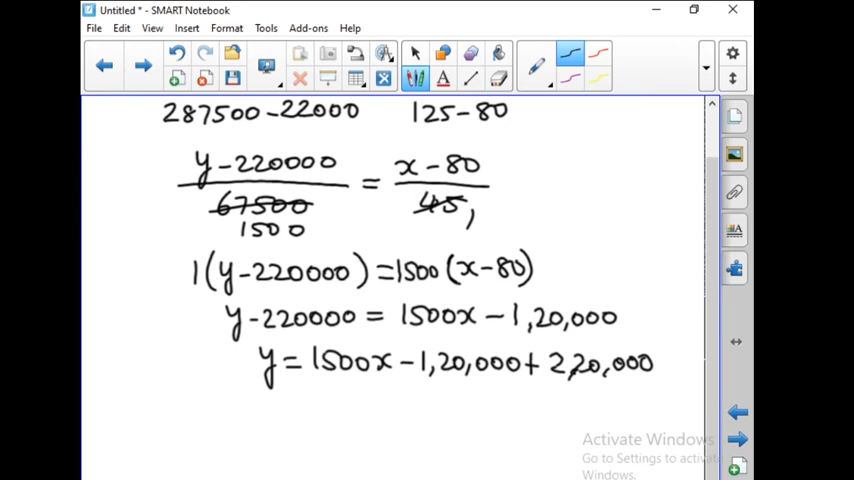 Untitled * - SMART Notebook
File Edit View Insert Format Tools Add-ons Help
287500-22000 125-80
y-220000 = x-80
67500 45,
1500
1(y-220000)=1500(x-80)
y-220000 = 1500x-1,20,000
y=1500x-1,20,000+2,20,000
Activate Windows
Go to Settings to activate
Windows.